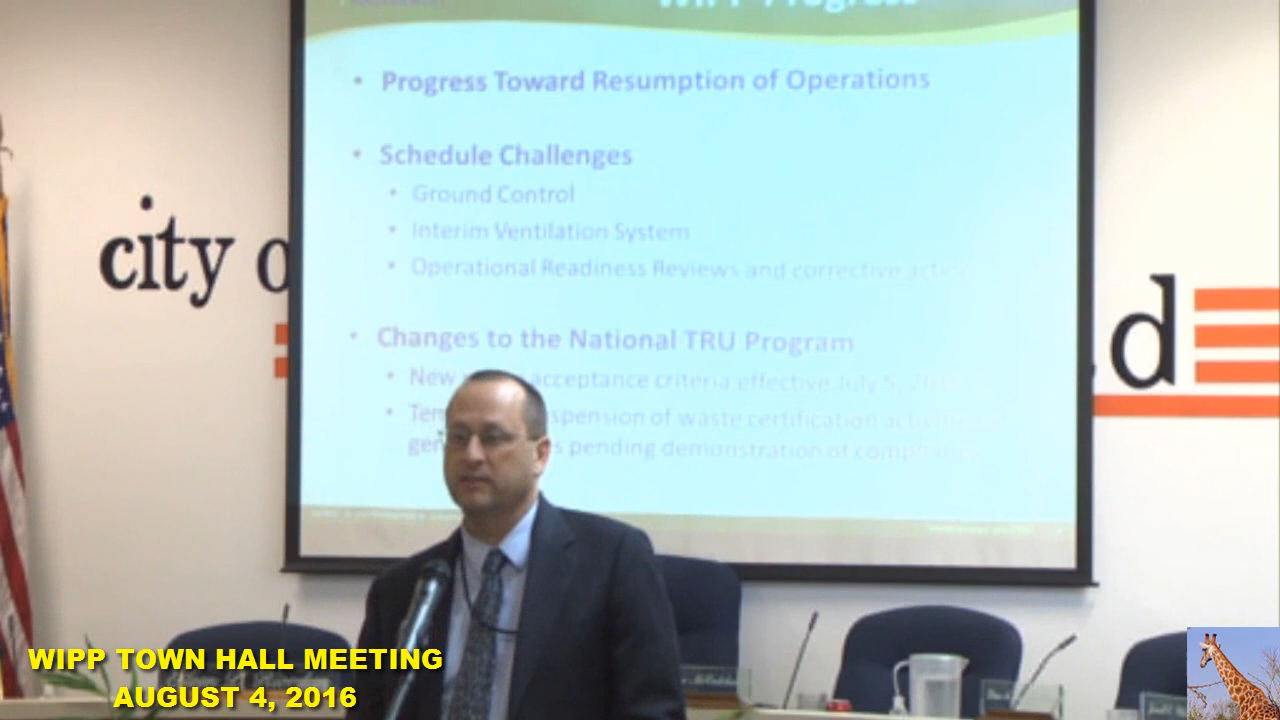 WIPP Progress
• Progress Toward Resumption of Operations
• Schedule Challenges
• Ground Control
• Interim Ventilation System
• Operational Readiness Reviews and corrective
city o
d
• Changes to the National TRU Program
• New acceptance criteria effective July 5,
• spension of waste certification
pending demonstration of
WIPP TOWN HALL MEETING
AUGUST 4, 2016